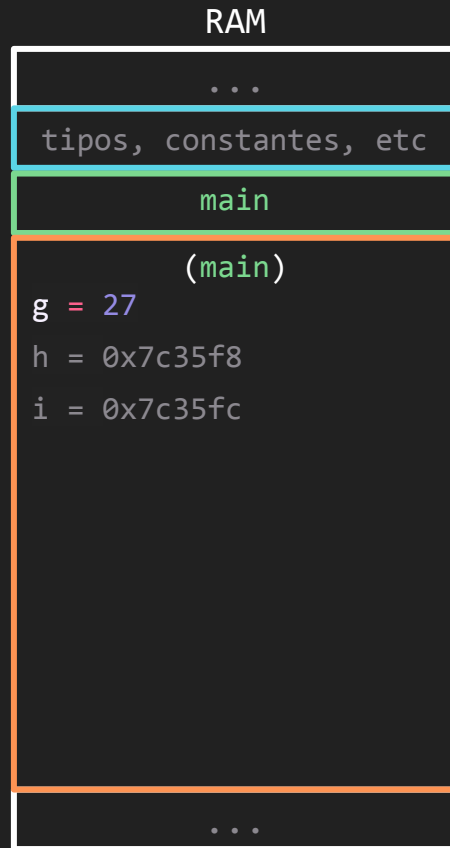 RAM
...
tipos, constantes, etc
main
(main)
g = 27
h = 0x7c35f8
i = 0x7c35fc
...